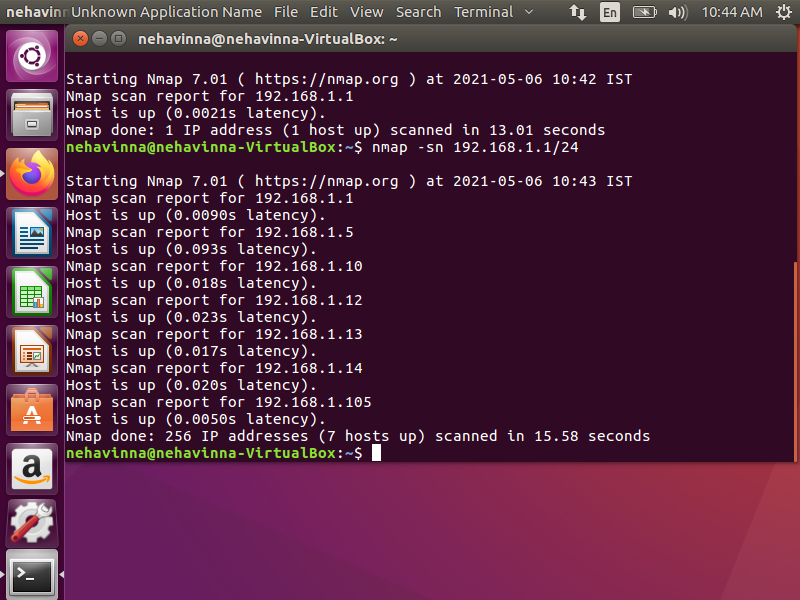 nehavinn Unknown Application Name File Edit View Search Terminal En 10:44 AM
nehavinna@nehavinna-VirtualBox: ~
Starting Nmap 7.01 ( https://nmap.org ) at 2021-05-06 10:42 IST
Nmap scan report for 192.168.1.1
Host is up (0.0021s latency).
Nmap done: 1 IP address (1 host up) scanned in 13.01 seconds
nehavinna@nehavinna-VirtualBox:~$ nmap -sn 192.168.1.1/24
Starting Nmap 7.01 ( https://nmap.org ) at 2021-05-06 10:43 IST
Nmap scan report for 192.168.1.1
Host is up (0.0090s latency).
Nmap scan report for 192.168.1.5
Host is up (0.093s latency).
Nmap scan report for 192.168.1.10
Host is up (0.018s latency).
Nmap scan report for 192.168.1.12
Host is up (0.023s latency).
Nmap scan report for 192.168.1.13
Host is up (0.017s latency).
Nmap scan report for 192.168.1.14
Host is up (0.020s latency).
Nmap scan report for 192.168.1.105
Host is up (0.0050s latency).
Nmap done: 256 IP addresses (7 hosts up) scanned in 15.58 seconds
nehavinna@nehavinna-VirtualBox:~$